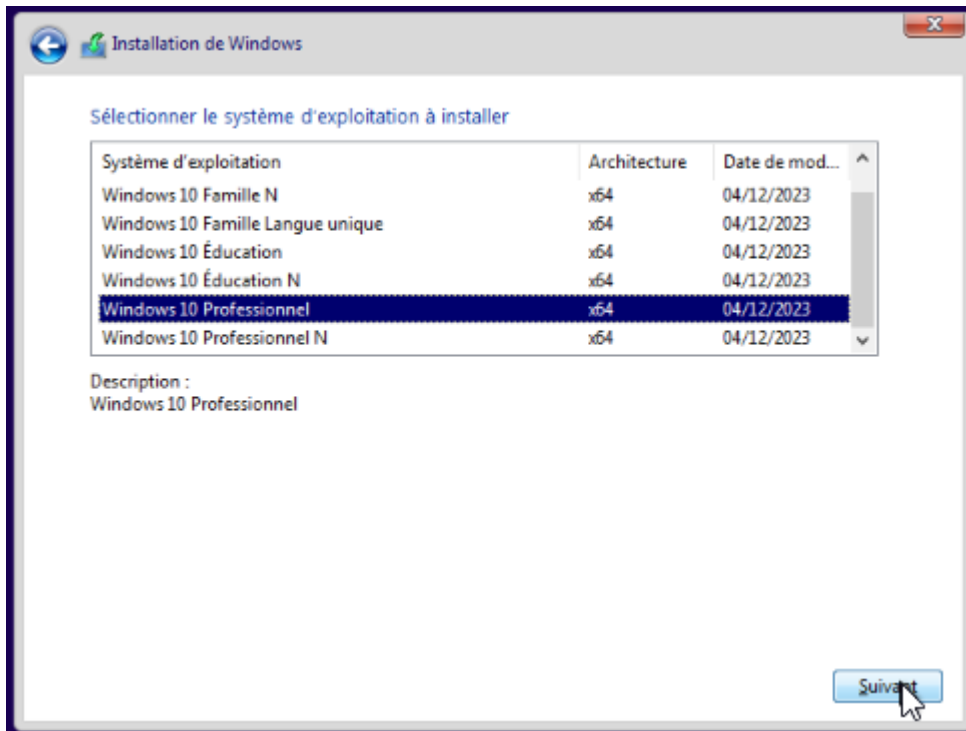 Installation de Windows
Sélectionner le système d'exploitation à installer
Système d'exploitation Architecture Date de mod...
Windows 10 Famille N x64 04/12/2023
Windows 10 Famille Langue unique x64 04/12/2023
Windows 10 Éducation x64 04/12/2023
Windows 10 Éducation N x64 04/12/2023
Windows 10 Professionnel x64 04/12/2023
Windows 10 Professionnel N x64 04/12/2023
Description :
Windows 10 Professionnel
Suivant